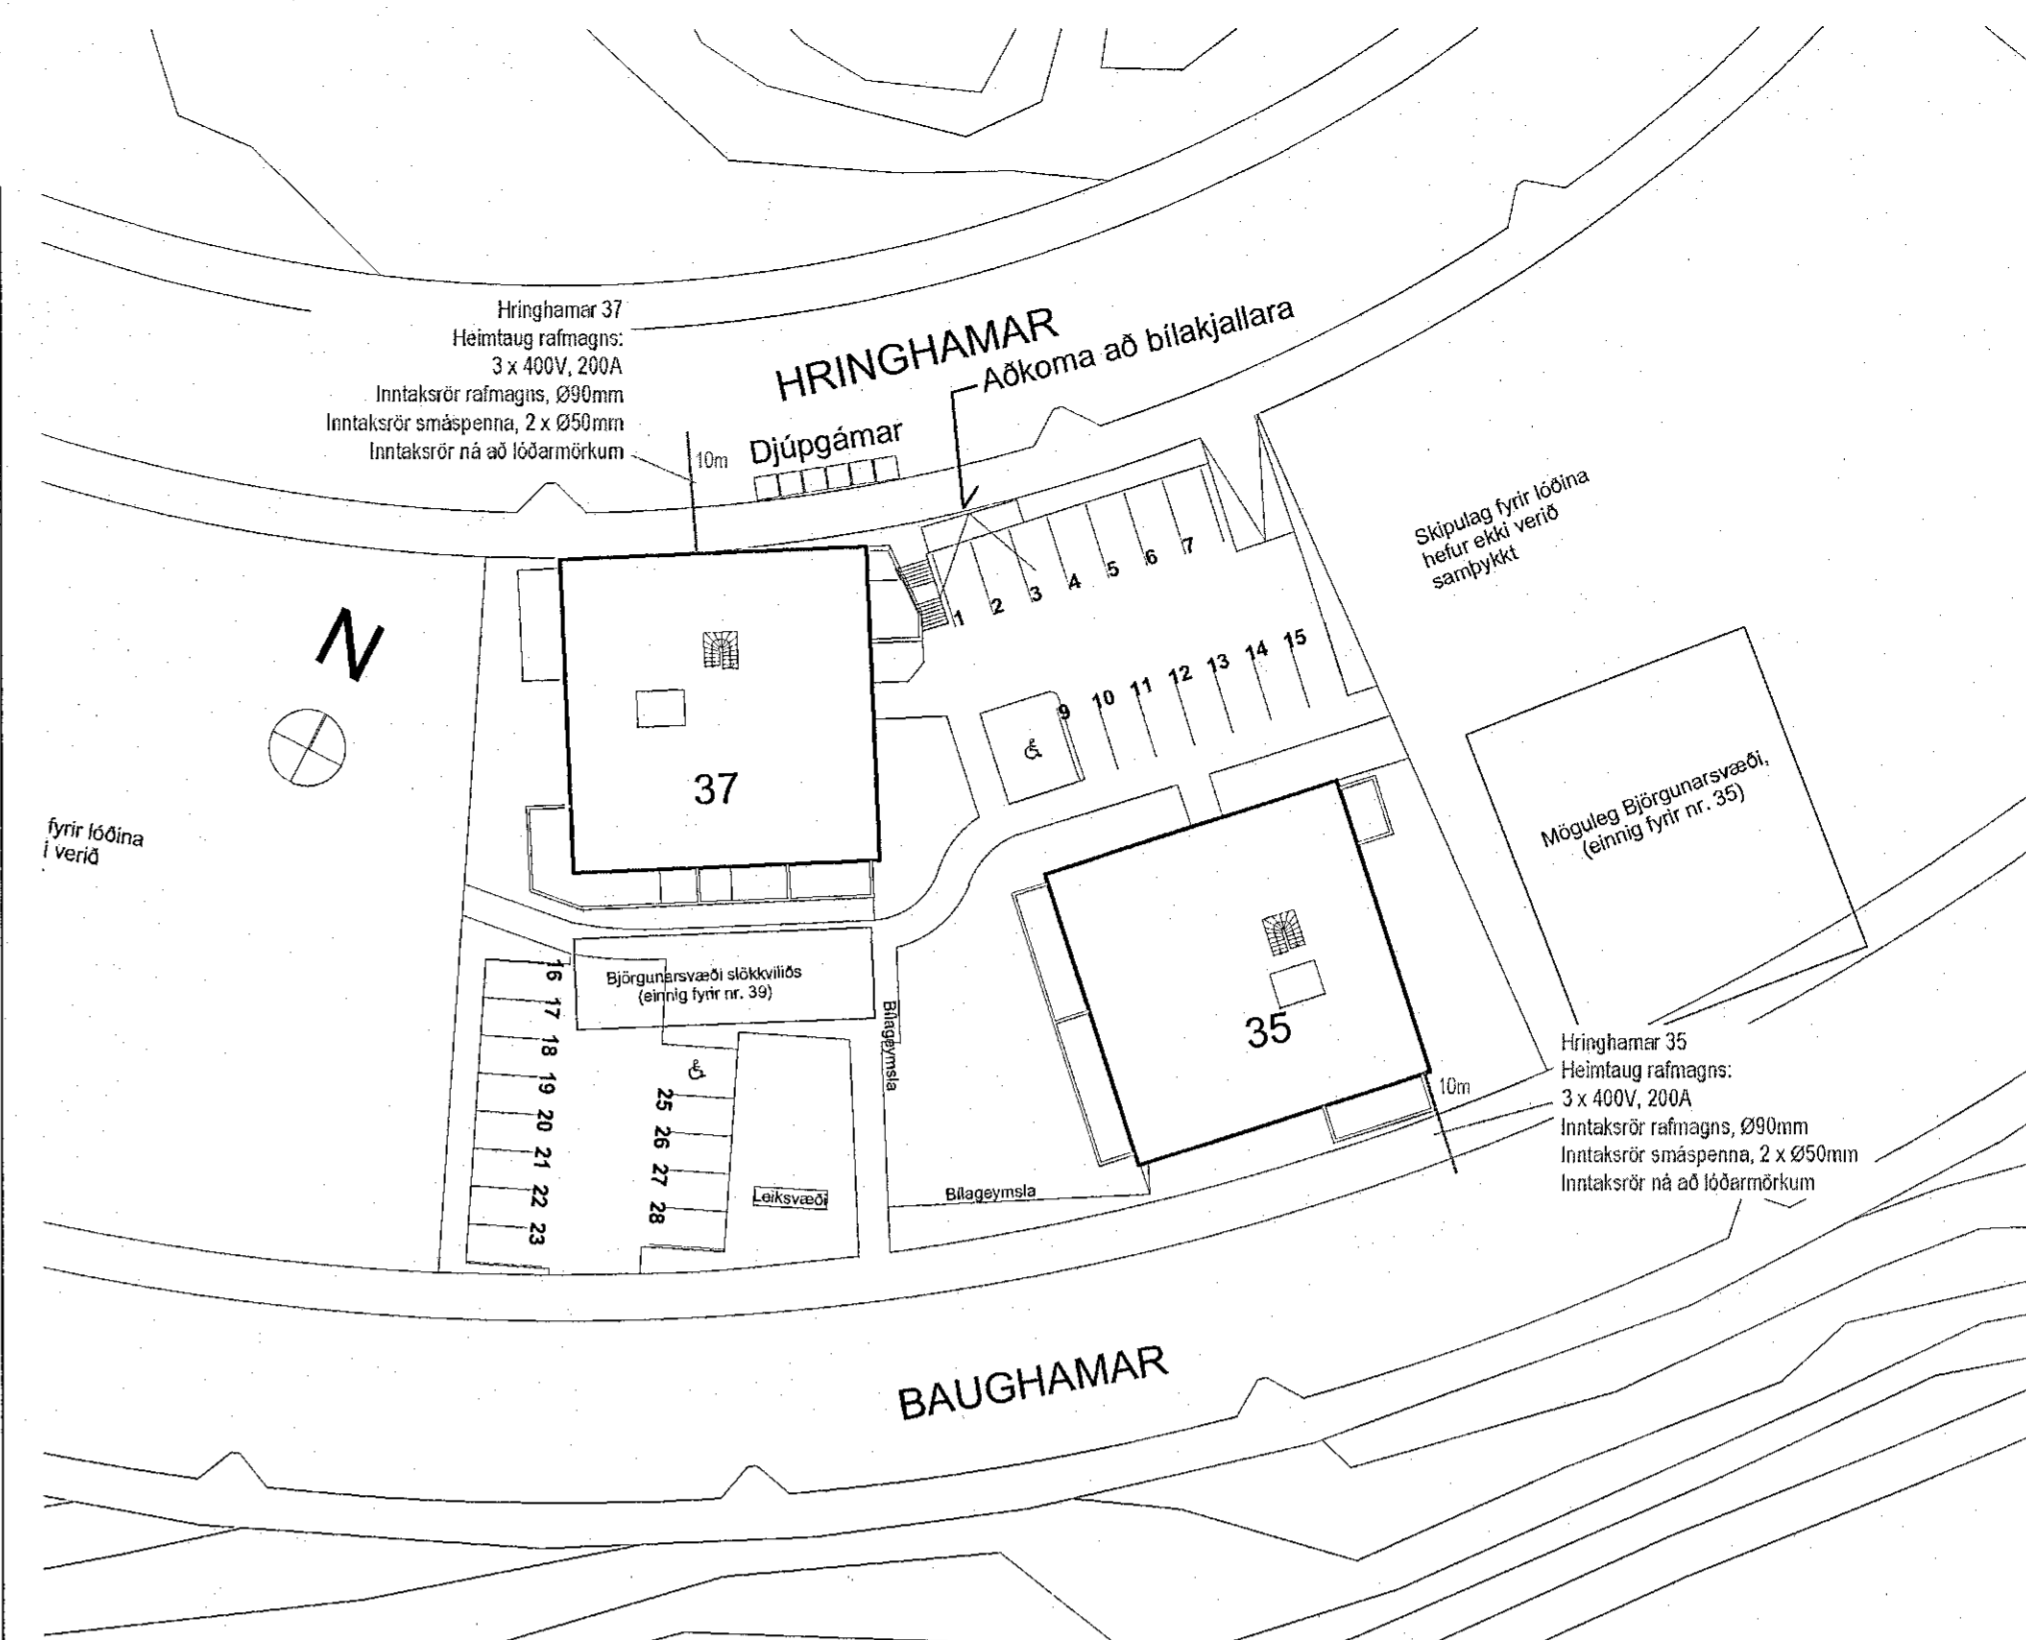 Hringhamar 37
Heimtaug rafmagns:
3 x 400V, 200A
Inntaksrör rafmagns, Ø90mm
Inntaksrör smáspenna, 2 x Ø50mm
Inntaksrör ná að lóðarmörkum
10m
HRINGHAMAR
Aðkoma að bílakjallara
Djúpgámar
Skipulag fyrir lóðina
hefur ekki verið
samþykkt
1
2
3
4
5
6
7
N
9
10
11
12
13
14
15
37
fyrir lóðina
i verið
Möguleg Björgunarsvæði,
(einnig fyrir nr. 35)
Björgunarsvæði slökkviliðs
(einnig fyrir nr. 39)
16
17
18
19
20
21
22
23
25
26
27
28
Bílageymsla
Leiksvæði
Bílageymsla
35
10m
Hringhamar 35
Heimtaug rafmagns:
3 x 400V, 200A
Inntaksrör rafmagns, Ø90mm
Inntaksrör smáspenna, 2 x Ø50mm
Inntaksrör ná að lóðarmörkum
BAUGHAMAR